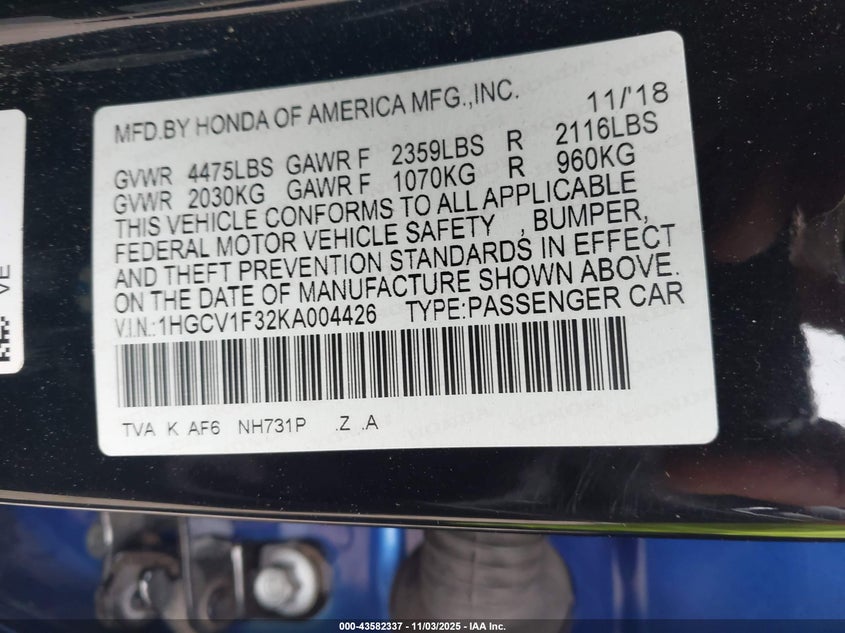 MFD.BY HONDA OF AMERICA MFG.,INC. 11/'18
GVWR 4475LBS GAWR F 2359LBS R 2116LBS
GVWR 2030KG GAWR F 1070KG R 960KG
THIS VEHICLE CONFORMS TO ALL APPLICABLE
FEDERAL MOTOR VEHICLE SAFETY , BUMPER,
AND THEFT PREVENTION STANDARDS IN EFFECT
ON THE DATE OF MANUFACTURE SHOWN ABOVE.
V.I.N.:1HGCV1F32KA004426 TYPE:PASSENGER CAR
TVA K AF6 NH731P .Z .A
VE
000-43582337 - 11/03/2025 - IAA Inc.